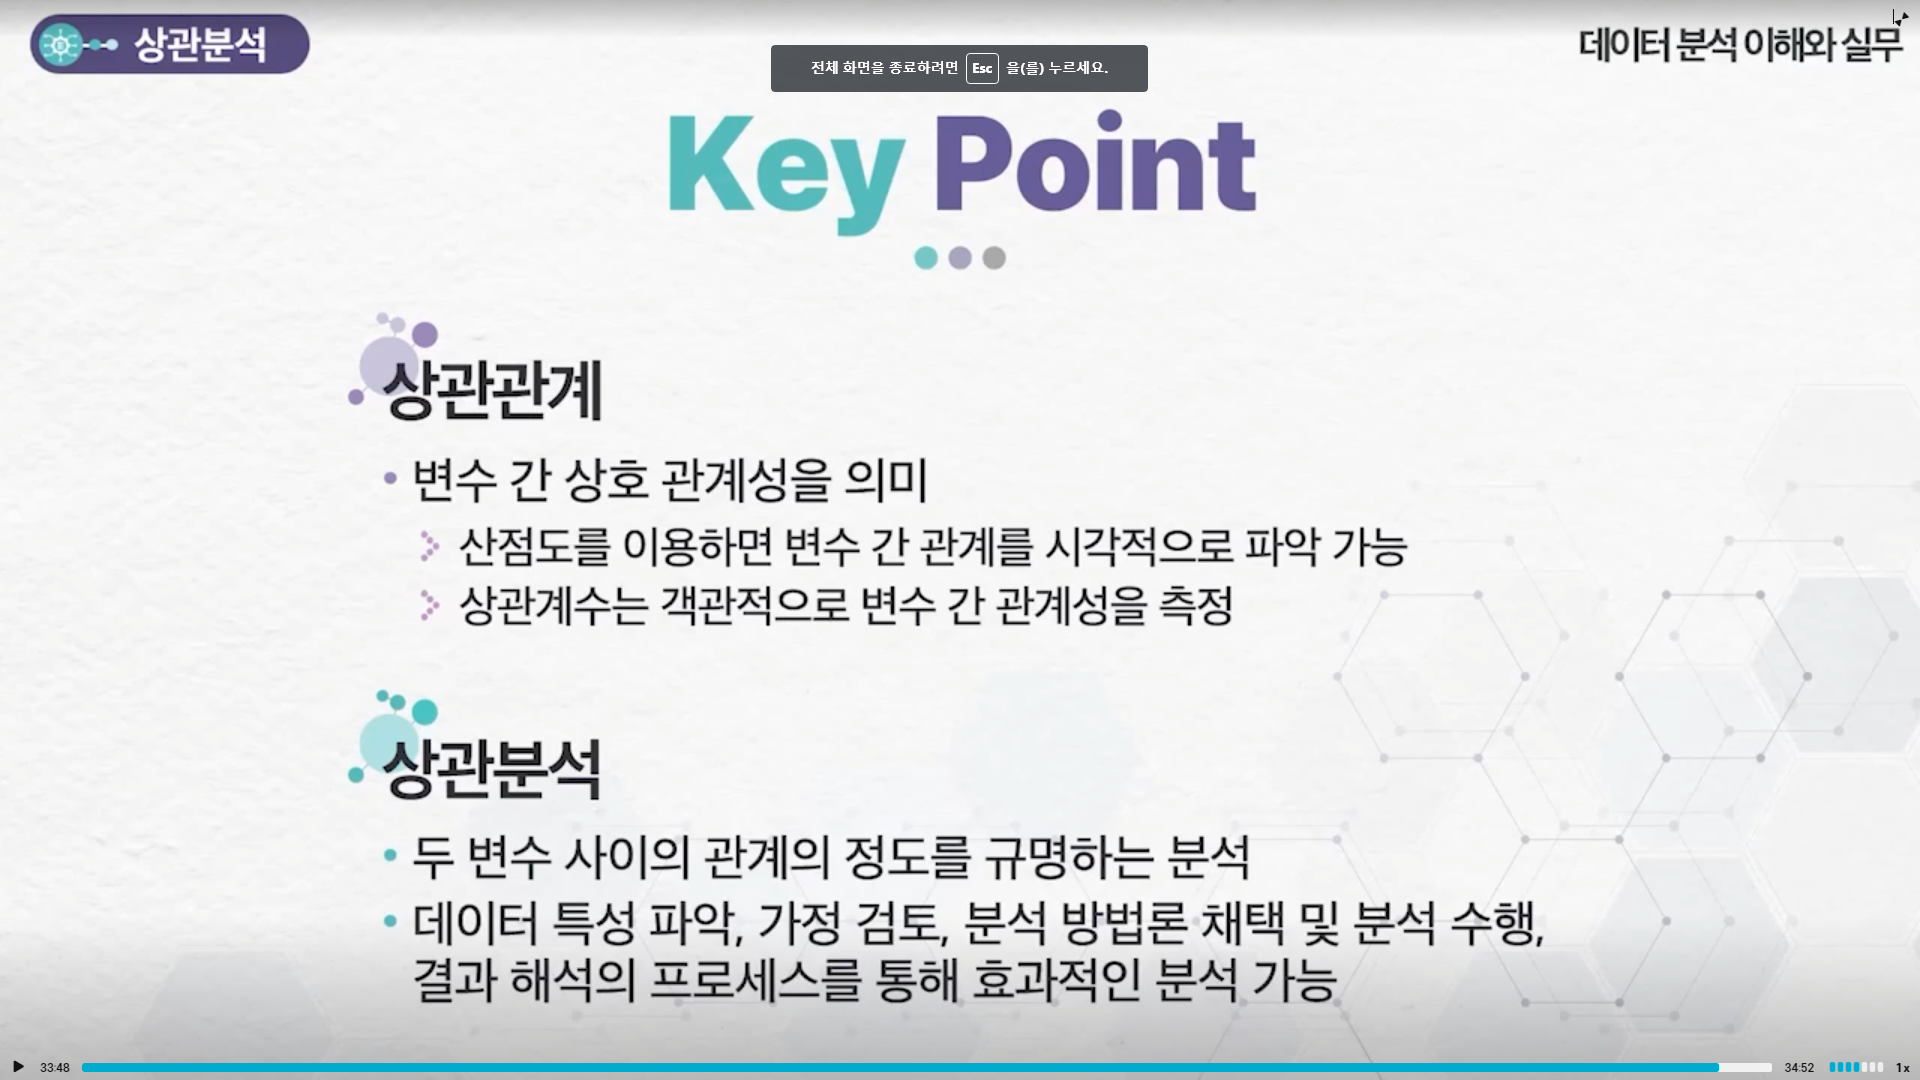 상관분석
데이터 분석 이해와 실무
전체 화면을 종료하려면 Esc 을(를) 누르세요.
Key Point
상관관계
변수 간 상호 관계성을 의미
산점도를 이용하면 변수 간 관계를 시각적으로 파악 가능
상관계수는 객관적으로 변수 간 관계성을 측정
상관분석
두 변수 사이의 관계의 정도를 규명하는 분석
데이터 특성 파악, 가정 검토, 분석 방법론 채택 및 분석 수행,
결과 해석의 프로세스를 통해 효과적인 분석 가능
33:48 34:52 1x